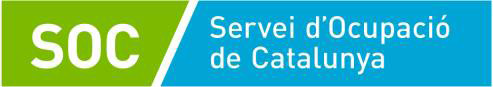 SOC
Servei d’Ocupació
de Catalunya